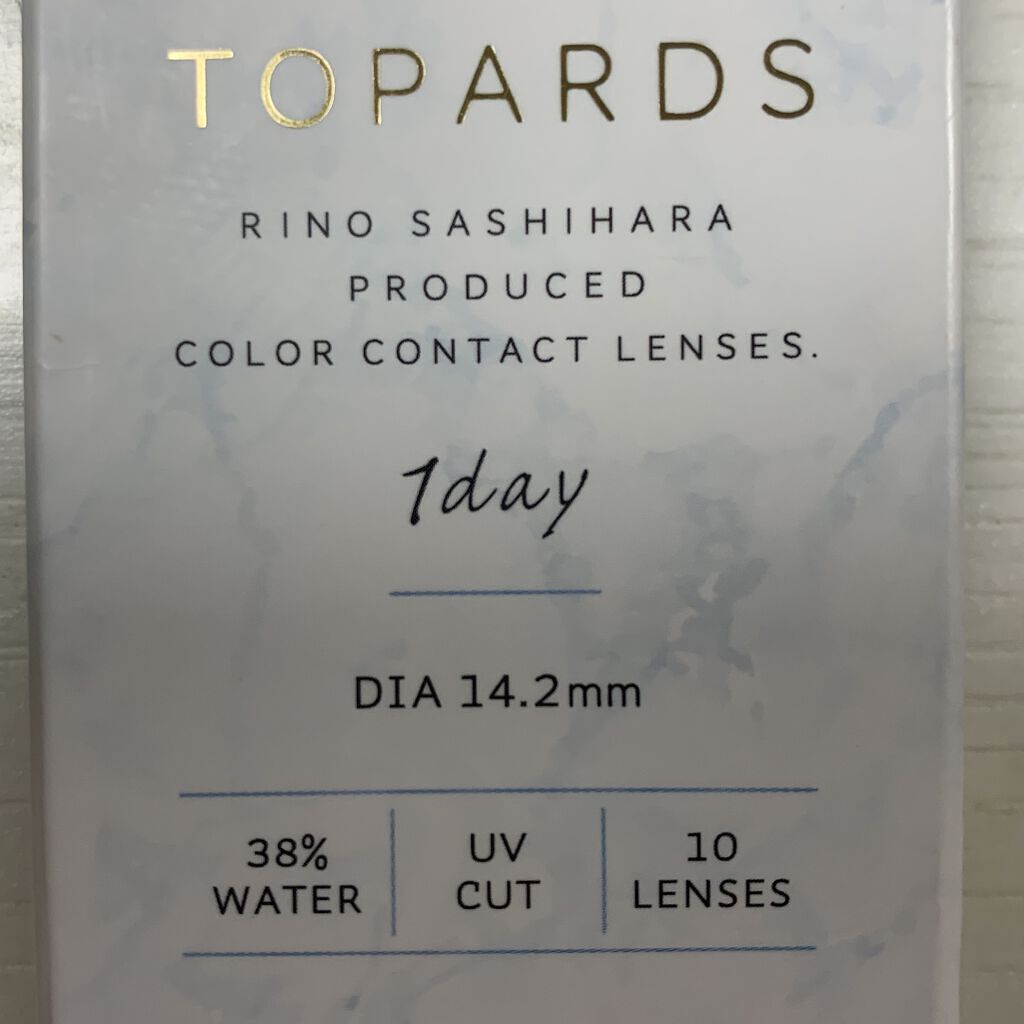 TOPARDS
RINO SASHIHARA
PRODUCED
COLOR CONTACT LENSES.
1day
DIA 14.2mm
38%
WATER
UV
CUT
10
LENSES